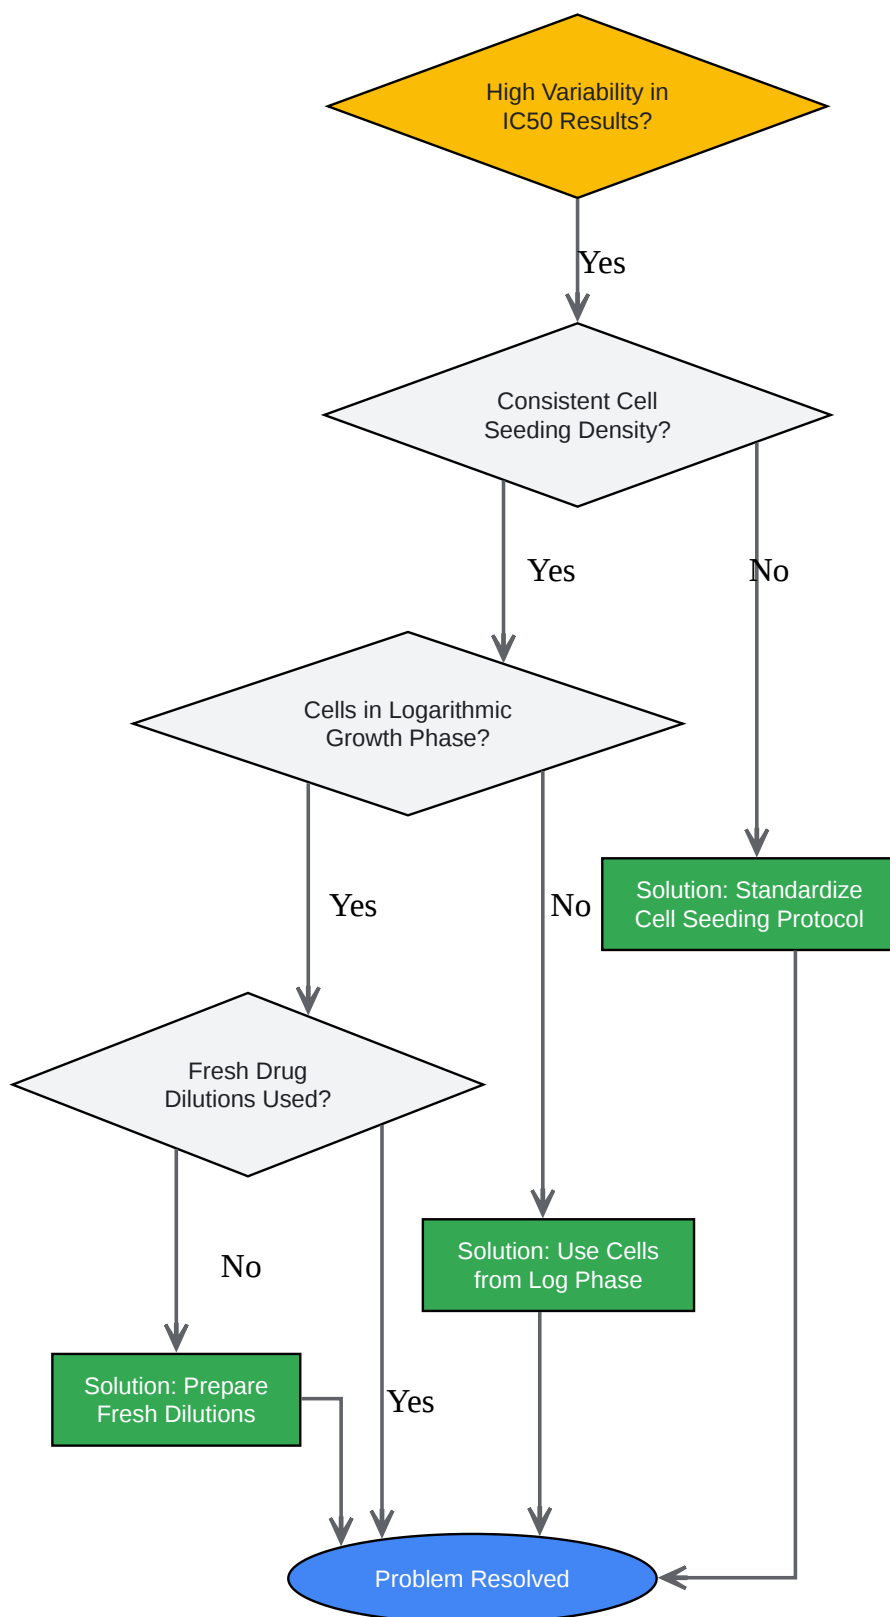 High Variability in
IC50 Results?
Yes
Consistent Cell
Seeding Density?
Yes
No
Cells in Logarithmic
Growth Phase?
Yes
No
Solution: Standardize
Cell Seeding Protocol
Fresh Drug
Dilutions Used?
No
Solution: Use Cells
from Log Phase
Solution: Prepare
Fresh Dilutions
Yes
Problem Resolved